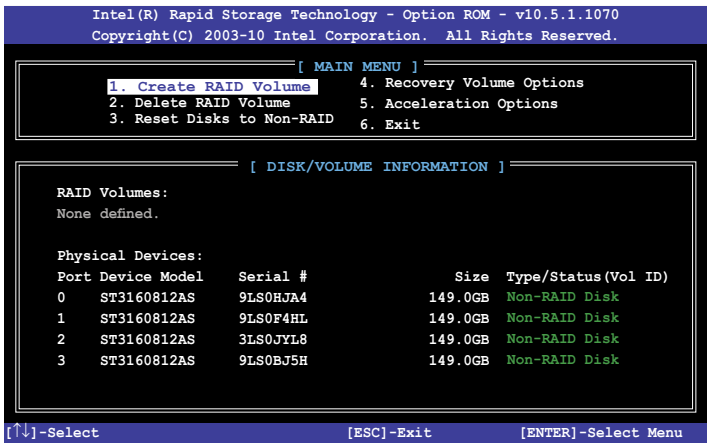 Intel(R) Rapid Storage Technology - Option ROM - v10.5.1.1070
Copyright(C) 2003-10 Intel Corporation.  All Rights Reserved.
[ MAIN MENU ]
1. Create RAID Volume
2. Delete RAID Volume
3. Reset Disks to Non-RAID
4. Recovery Volume Options
5. Acceleration Options
6. Exit
[ DISK/VOLUME INFORMATION ]
RAID Volumes:
None defined.
Physical Devices:
Port Device Model Serial # Size Type/Status(Vol ID)
0 ST3160812AS 9LS0HJA4 149.0GB Non-RAID Disk
1 ST3160812AS 9LS0F4HL 149.0GB Non-RAID Disk
2 ST3160812AS 3LS0JYL8 149.0GB Non-RAID Disk
3 ST3160812AS 9LS0BJ5H 149.0GB Non-RAID Disk
[↑↓]-Select [ESC]-Exit [ENTER]-Select Menu